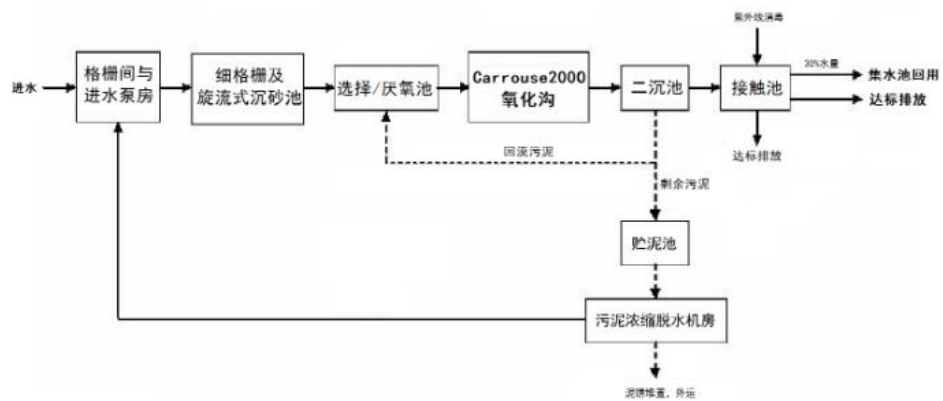 紫外线消毒
进水
格栅间与
进水泵房
细格栅及
旋流式沉砂池
选择/厌氧池
Carrouse2000
氧化沟
二沉池
接触池
30%水量
集水池回用
达标排放
达标排放
回流污泥
剩余污泥
贮泥池
污泥浓缩脱水机房
泥饼堆置，外运